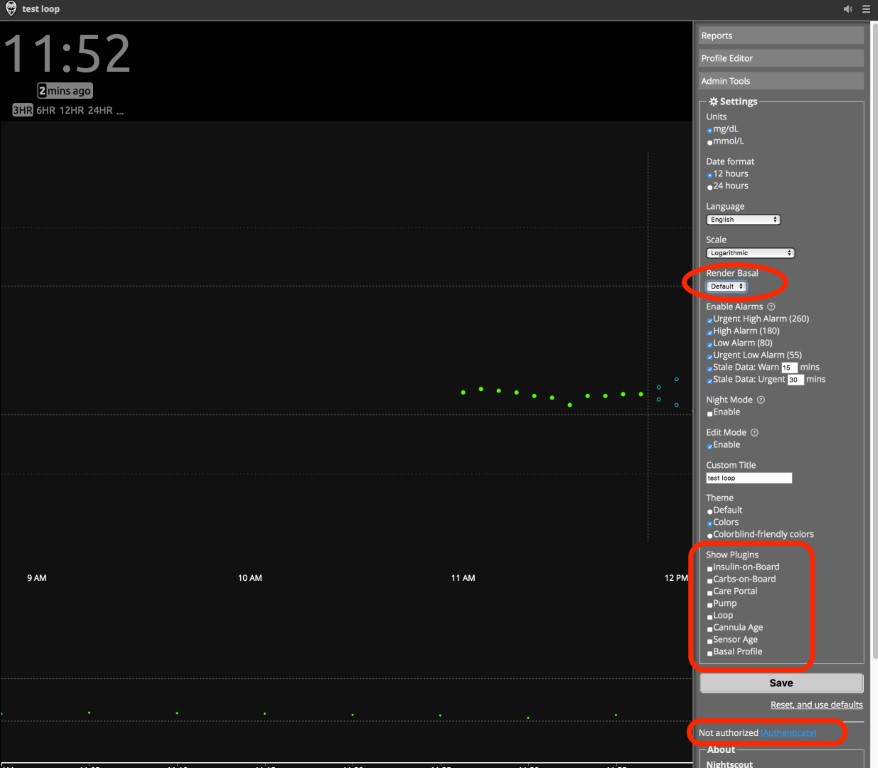 test loop
11:52
2 mins ago
3HR 6HR 12HR 24HR ...
9 AM
10 AM
11 AM
12 PM
Reports
Profile Editor
Admin Tools
Settings
Units
mg/dL
mmol/L
Date format
12 hours
24 hours
Language
English
Scale
Logarithmic
Render Basal
Default
Enable Alarms ?
Urgent High Alarm (260)
High Alarm (180)
Low Alarm (80)
Urgent Low Alarm (55)
Stale Data: Warn 15 mins
Stale Data: Urgent 30 mins
Night Mode ?
Enable
Edit Mode ?
Enable
Custom Title
test loop
Theme
Default
Colors
Colorblind-friendly colors
Show Plugins
Insulin-on-Board
Carbs-on-Board
Care Portal
Pump
Loop
Cannula Age
Sensor Age
Basal Profile
Save
Reset, and use defaults
Not authorized (Authenticate)
About
Nightscout